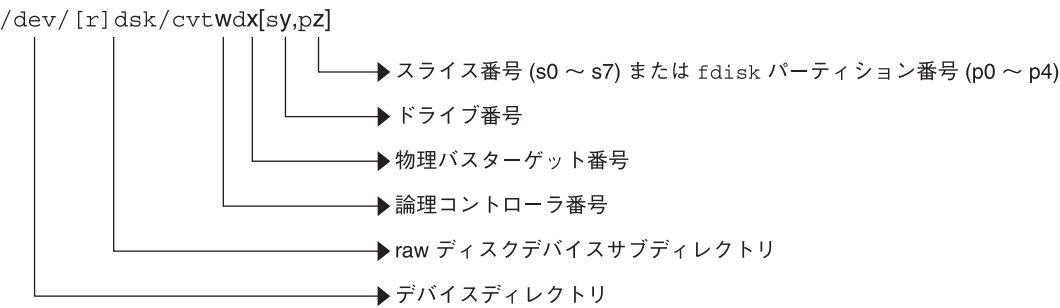 /dev/[r]dsk/cvtwdx[sy,pz]
スライス番号 (s0 ～ s7) または fdisk パーティション番号 (p0 ～ p4)
ドライブ番号
物理バスターゲット番号
論理コントローラ番号
raw ディスクデバイスサブディレクトリ
デバイスディレクトリ